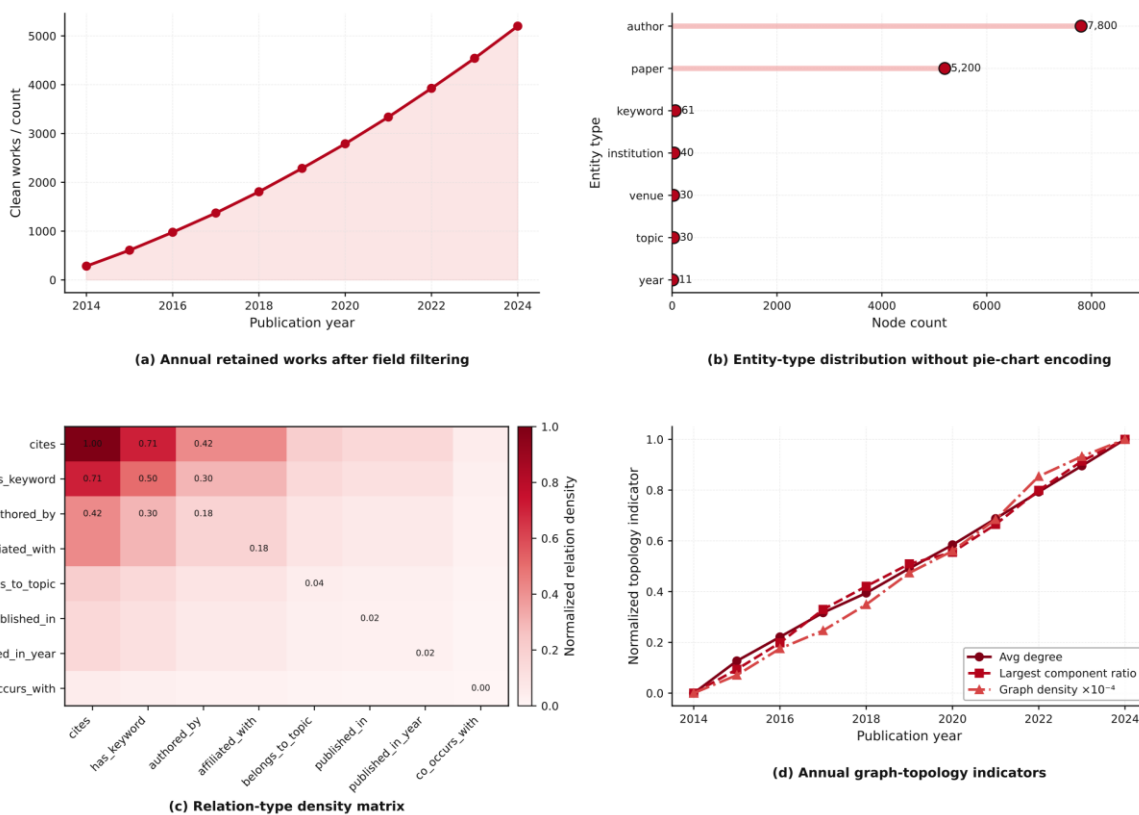 5000
4000
3000
2000
1000
0
Clean works / count
2014 2016 2018 2020 2022 2024
Publication year
(a) Annual retained works after field filtering
author 7,800
paper 5,200
keyword 61
institution 40
venue 30
topic 30
year 11
Entity type
0 2000 4000 6000 8000
Node count
(b) Entity-type distribution without pie-chart encoding
cites 1.00 0.71 0.42
s_keyword 0.71 0.50 0.30
thored_by 0.42 0.30 0.18
iated_with 0.18
s_to_topic 0.04
blished_in 0.02
ed_in_year 0.02
occurs_with 0.00
cites has_keyword authored_by affiliated_with belongs_to_topic published_in published_in_year co_occurs_with
1.0
0.8
0.6
0.4
0.2
0.0
Normalized relation density
(c) Relation-type density matrix
1.0
0.8
0.6
0.4
0.2
0.0
Normalized topology indicator
Avg degree
Largest component ratio
Graph density ×10⁻⁴
2014 2016 2018 2020 2022 2024
Publication year
(d) Annual graph-topology indicators